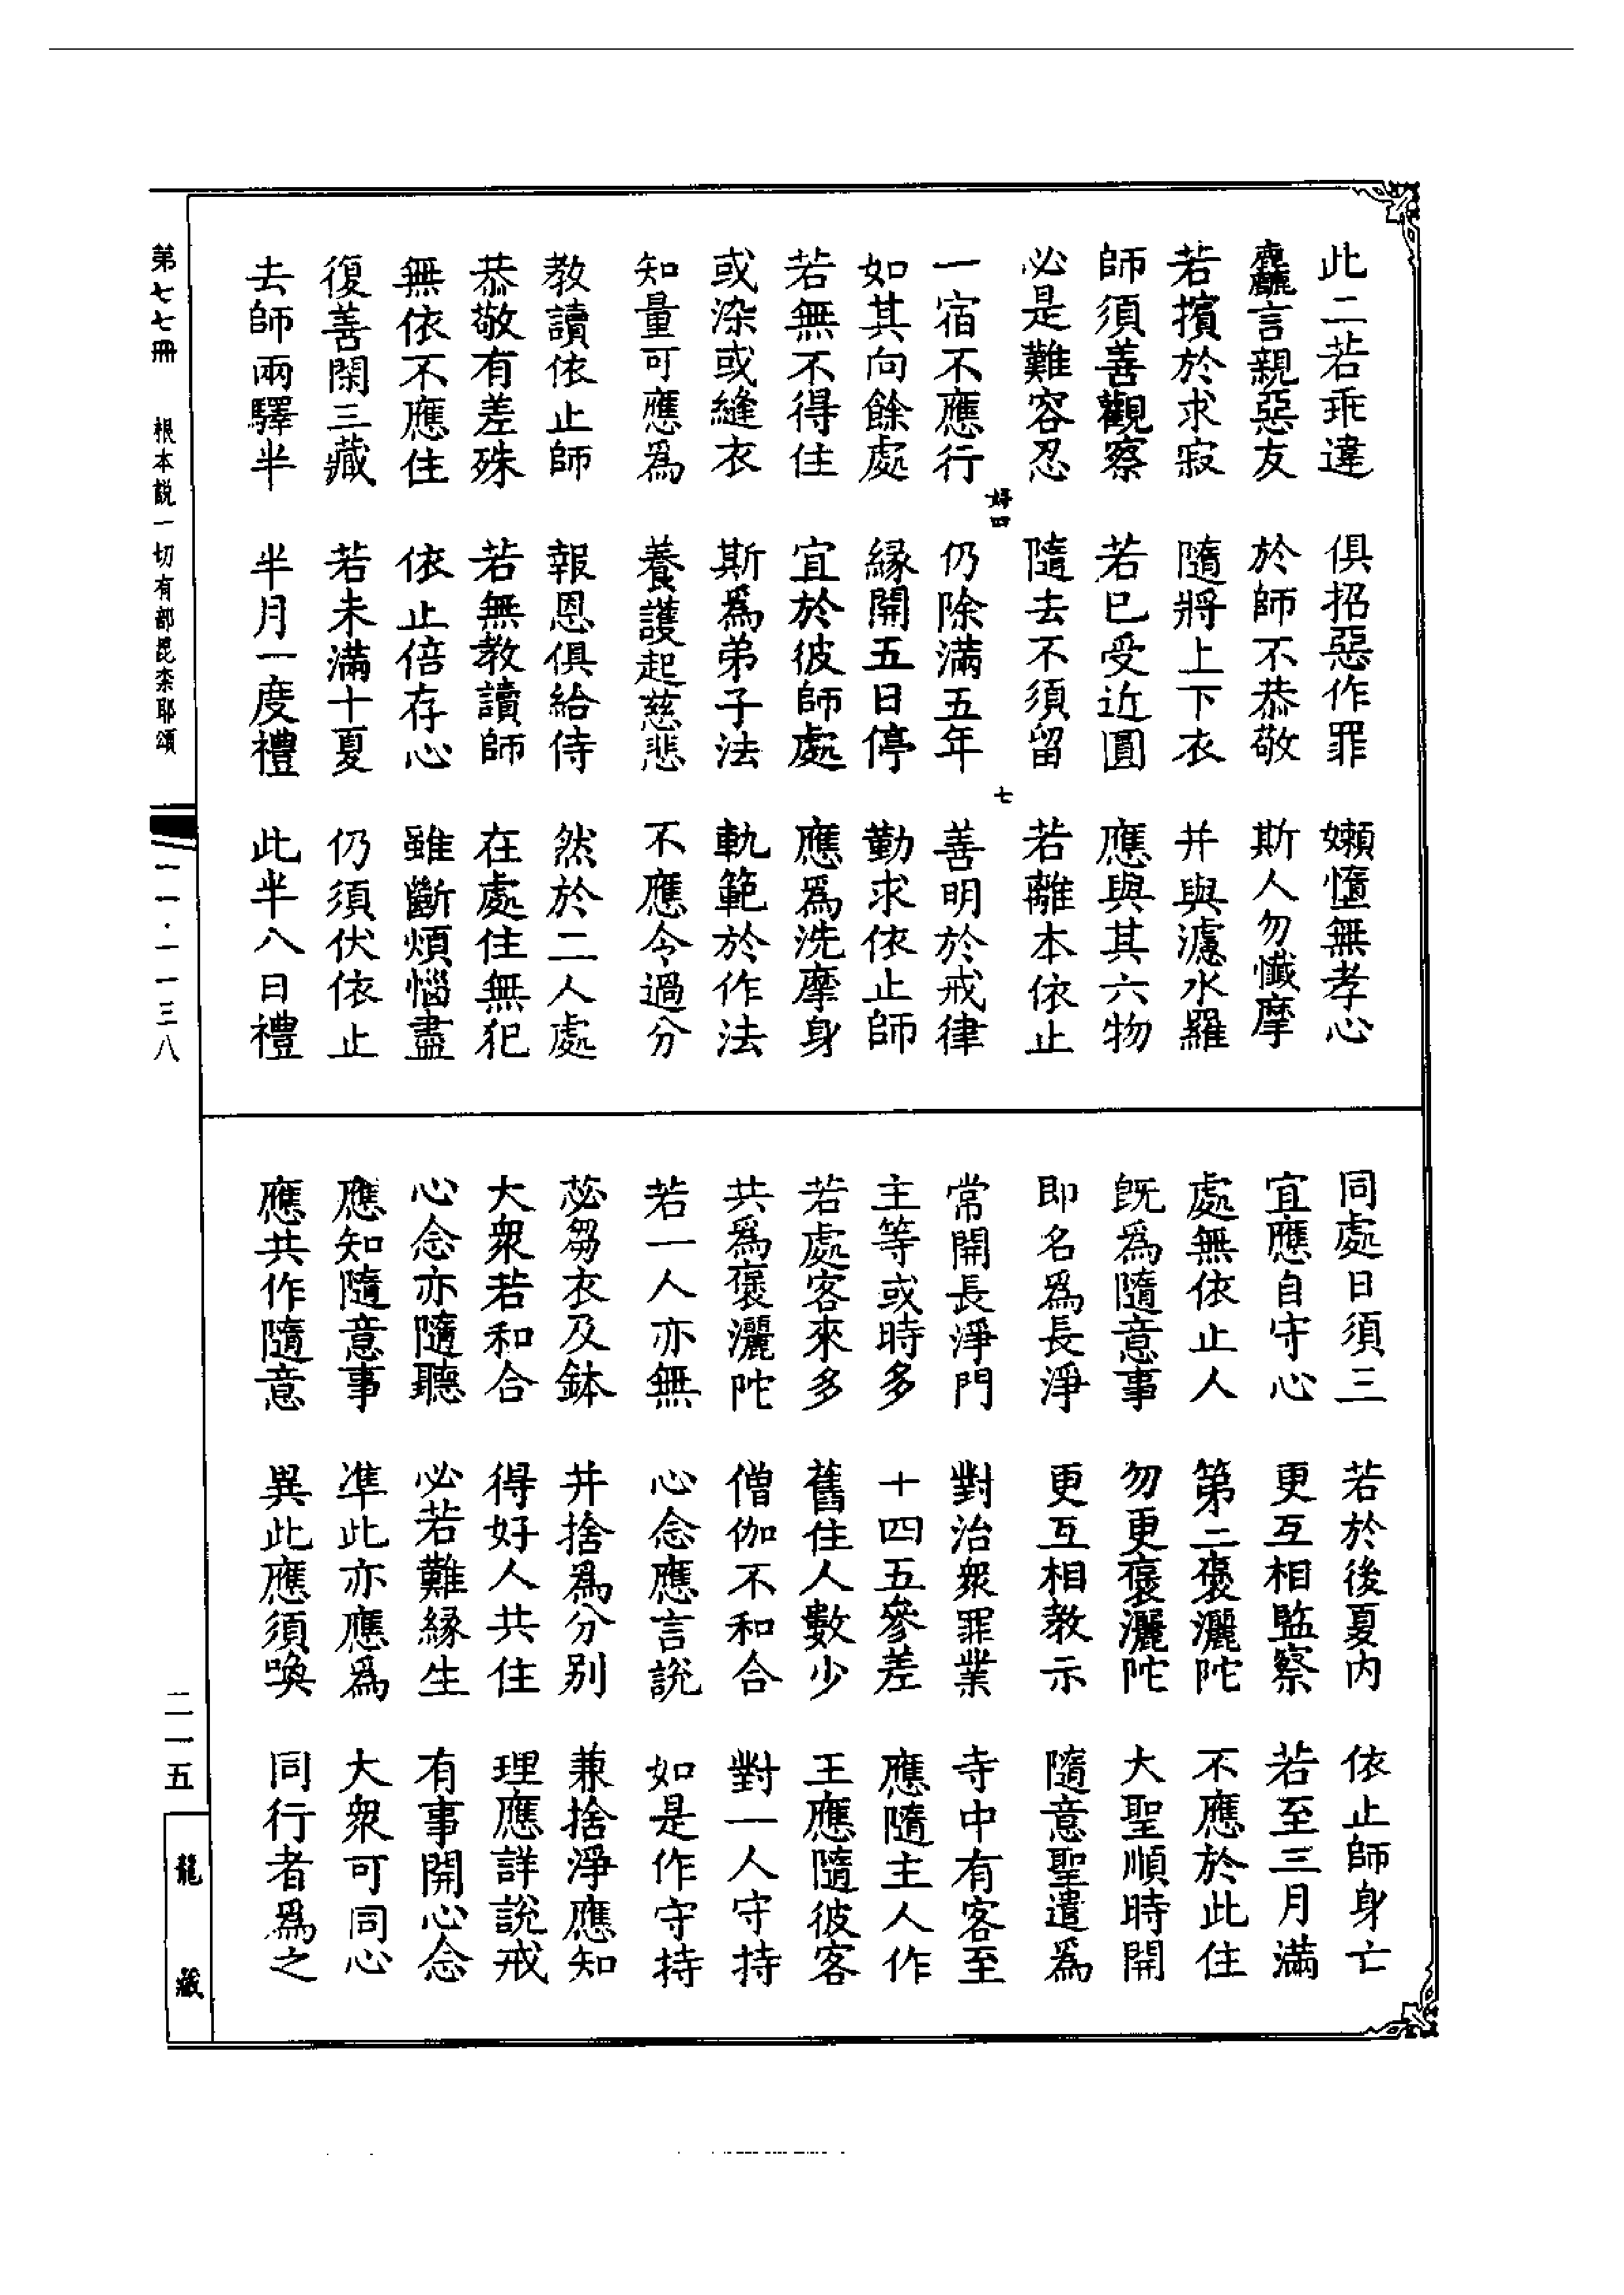 此二若乖違　俱招惡作罪　嬾憜無孝心
麤言親惡友　於師不恭敬　斯人勿懺摩
若擯於求寂　隨將上下衣　并與濾水羅
師須善觀察　若已受近圓　應與其六物
必是難容忍　隨去不須留　若離本依止
好四　七
一宿不應行　仍除滿五年　善明於戒律
如其向餘處　緣開五日停　勤求依止師
若無不得住　宜於彼師處　應爲洗摩身
或染或縫衣　斯爲弟子法　軌範於作法
知量可應爲　養護起慈悲　不應令過分
教讀依止師　報恩俱給侍　然於二人處
恭敬有差殊　若無教讀師　在處住無犯
無依不應住　依止倍存心　雖斷煩惱盡
復善閑三藏　若未滿十夏　仍須伏依止
去師兩驛半　半月一度禮　此半八日禮
同處日須三　若於後夏內　依止師身亡
宜應自守心　更互相監察　若至三月滿
處無依止人　第二褒灑陀　不應於此住
既爲隨意事　勿更褒灑陀　大聖順時開
即名爲長淨　更互相教示　隨意聖遣爲
常開長淨門　對治衆罪業　寺中有客至
主等或時多　十四五參差　應隨主人作
若處客來多　舊住人數少　王應隨彼客
共爲褒灑陀　僧伽不和合　對一人守持
若一人亦無　心念應言說　如是作守持
苾芻衣及鉢　并捨爲分别　兼捨淨應知
大衆若和合　得好人共住　理應詳說戒
心念亦隨聽　必若難緣生　有事開心念
應知隨意事　準此亦應爲　大衆可同心
應共作隨意　異此應須喚　同行者爲之
第七七冊　根本説一切有部毘柰耶頌　一一·一一三八
二一五　龍藏